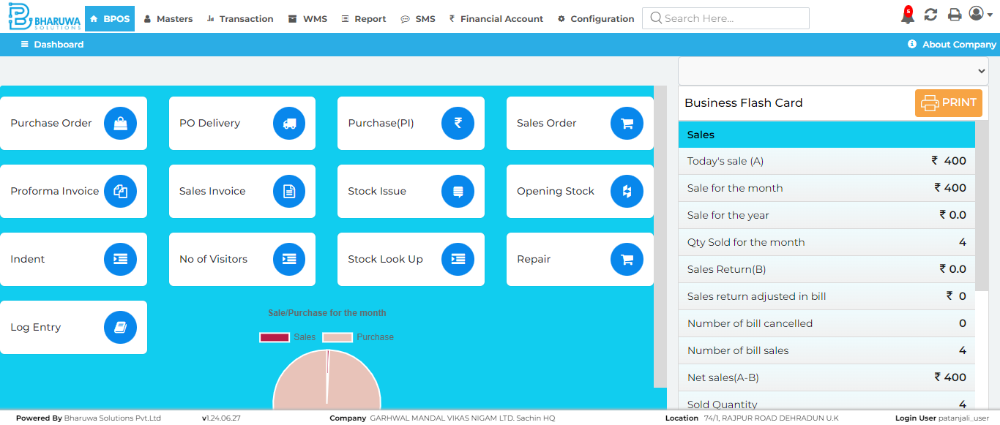 BHARUWA
SOLUTIONS
BPOS Masters Transaction WMS Report SMS ₹ Financial Account Configuration Search Here... 5
Dashboard About Company
Business Flash Card PRINT
Purchase Order PO Delivery Purchase(PI) ₹ Sales Order
Proforma Invoice Sales Invoice Stock Issue Opening Stock
Indent No of Visitors Stock Look Up Repair
Log Entry
Sale/Purchase for the month
Sales Purchase
Sales
Today's sale (A) ₹ 400
Sale for the month ₹ 400
Sale for the year ₹ 0.0
Qty Sold for the month 4
Sales Return(B) ₹ 0.0
Sales return adjusted in bill ₹ 0
Number of bill cancelled 0
Number of bill sales 4
Net sales(A-B) ₹ 400
Sold Quantity 4
Powered By Bharuwa Solutions Pvt.Ltd v1.24.06.27 Company GARHWAL MANDAL VIKAS NIGAM LTD. Sachin HQ Location 74/1, RAJPUR ROAD DEHRADUN U.K Login User patanjali_user